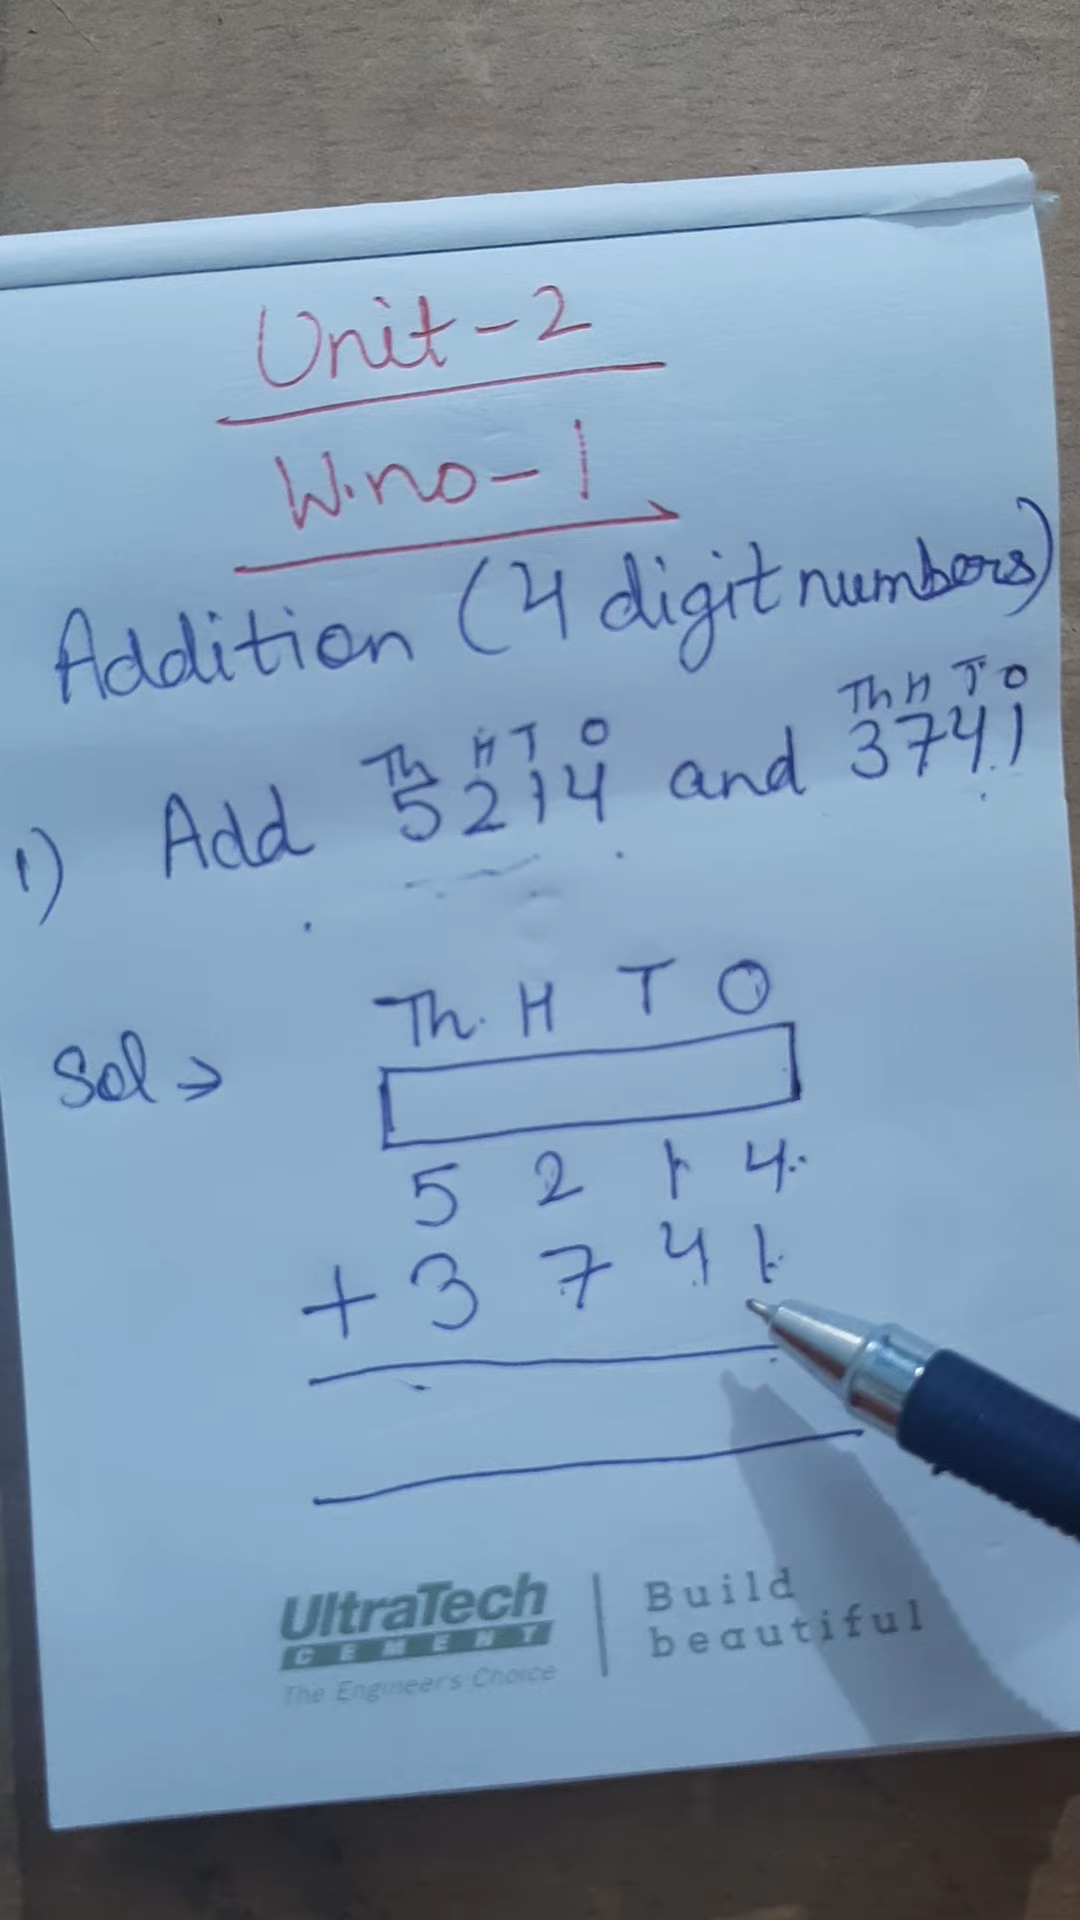 Unit-2
W.no-1
Addition (4 digit numbers)
Th H T O Th H T O
1) Add 5214 and 3741
Th. H T O
Sol →
5 2 1 4
+ 3 7 4 1
UltraTech
CEMENT
The Engineer's Choice
Build
beautiful